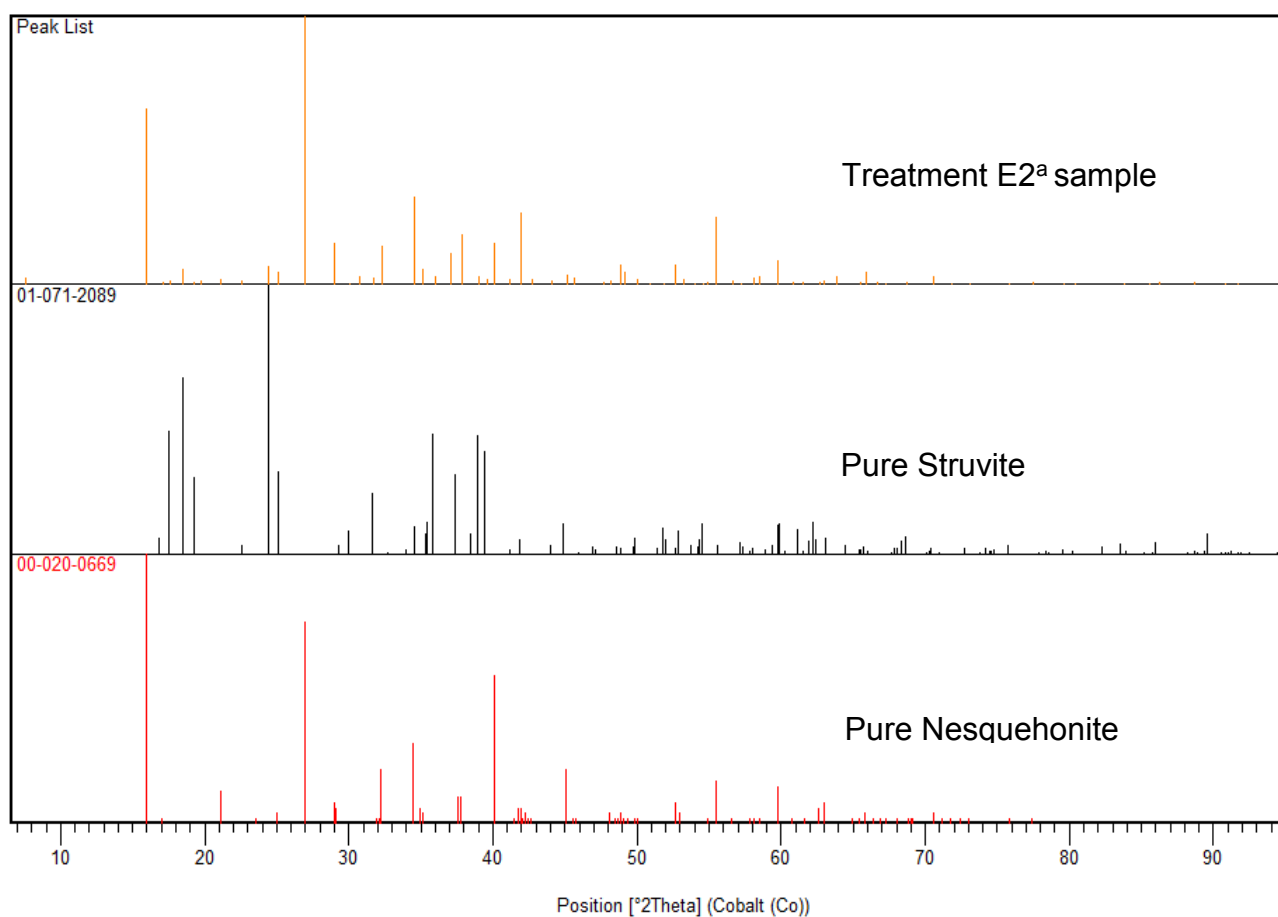 Peak List
Treatment E2ª sample
01-071-2089
Pure Struvite
00-020-0669
Pure Nesquehonite
10 20 30 40 50 60 70 80 90
Position [°2Theta] (Cobalt (Co))